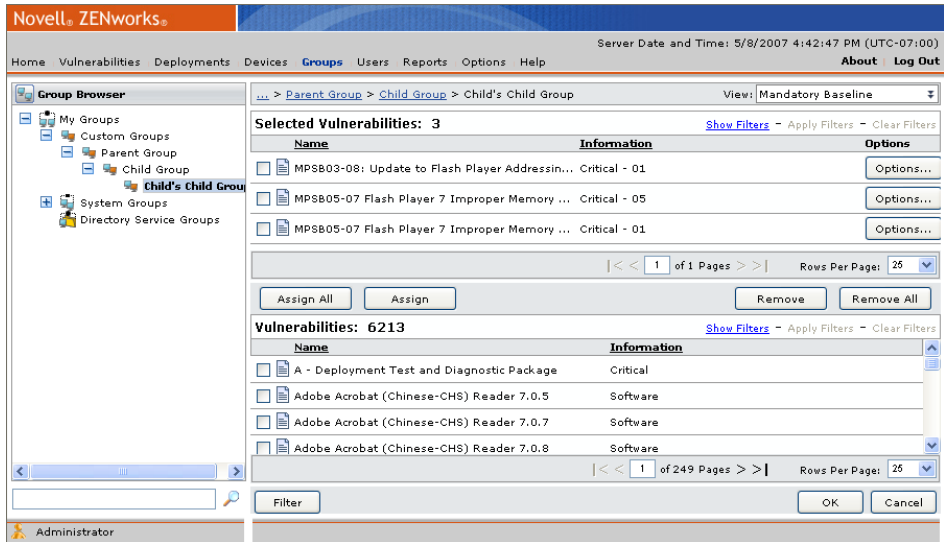 Novell® ZENworks®
Server Date and Time: 5/8/2007 4:42:47 PM (UTC-07:00)
Home Vulnerabilities Deployments Devices Groups Users Reports Options Help About Log Out
Group Browser
My Groups
Custom Groups
Parent Group
Child Group
Child's Child Grou
System Groups
Directory Service Groups
... > Parent Group > Child Group > Child's Child Group View: Mandatory Baseline
Selected Vulnerabilities: 3 Show Filters - Apply Filters - Clear Filters
Name Information Options
MPSB03-08: Update to Flash Player Addressin... Critical - 01 Options...
MPSB05-07 Flash Player 7 Improper Memory ... Critical - 05 Options...
MPSB05-07 Flash Player 7 Improper Memory ... Critical - 01 Options...
|< < 1 of 1 Pages > >| Rows Per Page: 25
Assign All Assign Remove Remove All
Vulnerabilities: 6213 Show Filters - Apply Filters - Clear Filters
Name Information
A - Deployment Test and Diagnostic Package Critical
Adobe Acrobat (Chinese-CHS) Reader 7.0.5 Software
Adobe Acrobat (Chinese-CHS) Reader 7.0.7 Software
Adobe Acrobat (Chinese-CHS) Reader 7.0.8 Software
|< < 1 of 249 Pages > >| Rows Per Page: 25
Filter OK Cancel
Administrator